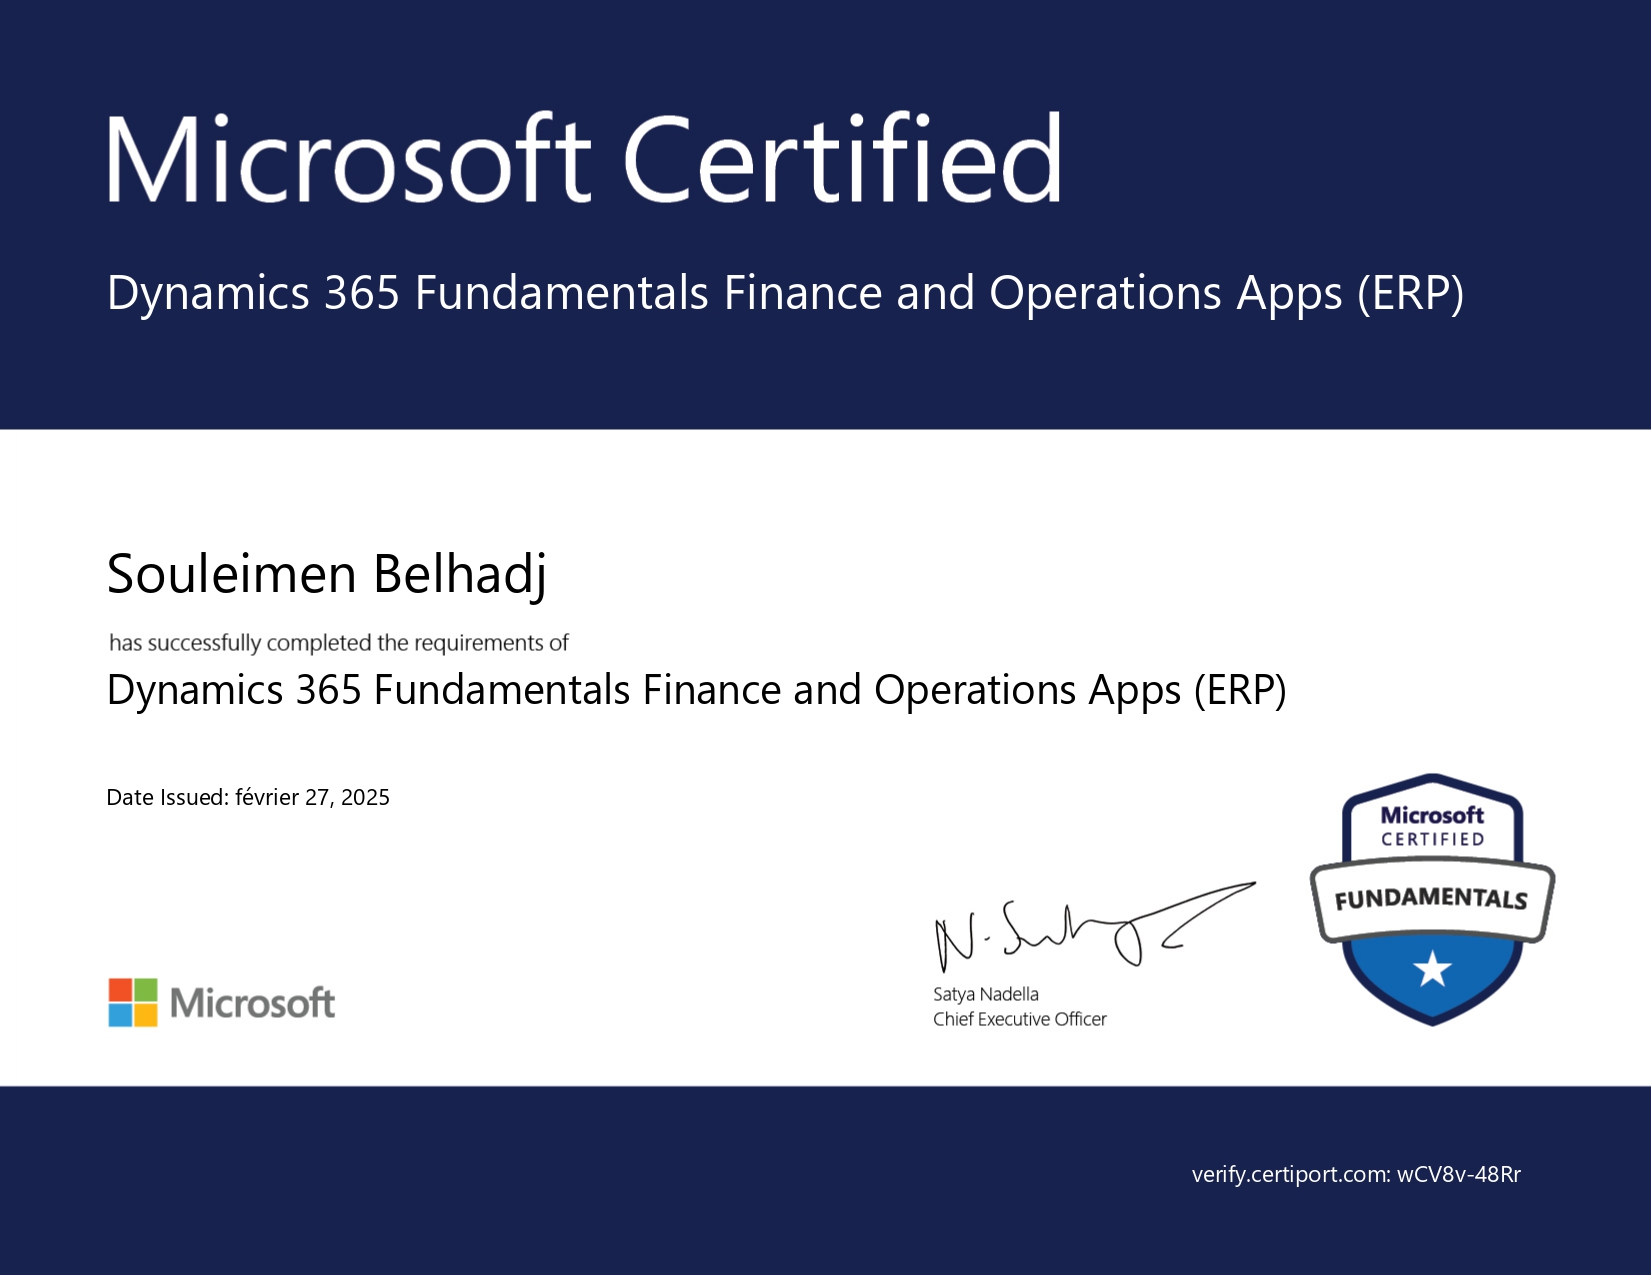 Microsoft Certified
Dynamics 365 Fundamentals Finance and Operations Apps (ERP)
Souleimen Belhadj
has successfully completed the requirements of
Dynamics 365 Fundamentals Finance and Operations Apps (ERP)
Date Issued: février 27, 2025
Microsoft
CERTIFIED
FUNDAMENTALS
Satya Nadella
Chief Executive Officer
Microsoft
verify.certiport.com: wCV8v-48Rr